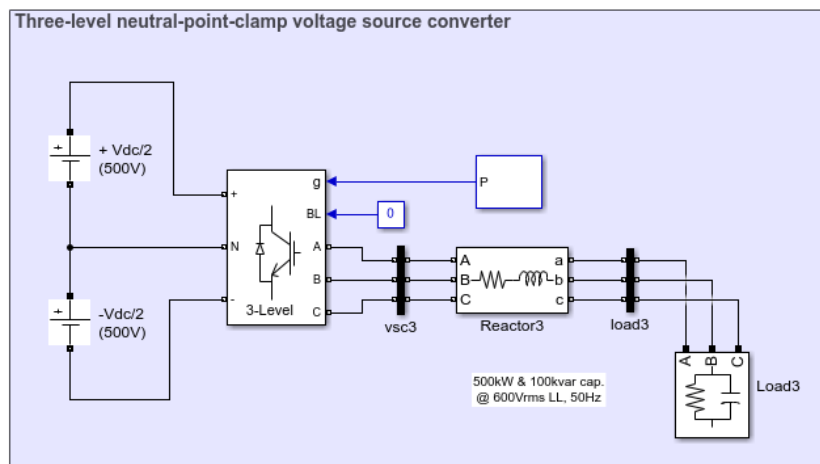 Three-level neutral-point-clamp voltage source converter
+ Vdc/2
(500V)
-Vdc/2
(500V)
+
N
-
g
BL
A
B
C
3-Level
P
0
vsc3
A
B
C
a
b
c
Reactor3
load3
500kW & 100kvar cap.
@ 600Vrms LL, 50Hz
A B C
Load3